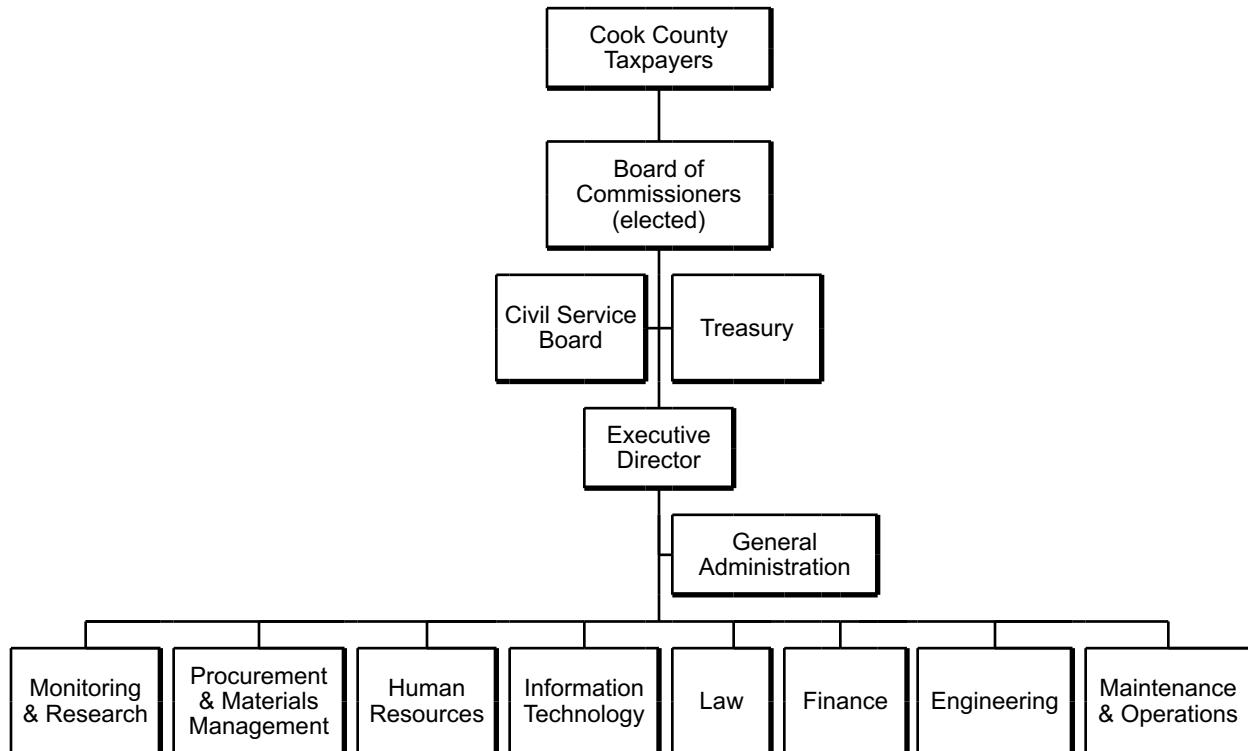 Cook County
Taxpayers
Board of
Commissioners
(elected)
Civil Service
Board
Treasury
Executive
Director
General
Administration
Monitoring
& Research
Procurement
& Materials
Management
Human
Resources
Information
Technology
Law
Finance
Engineering
Maintenance
& Operations